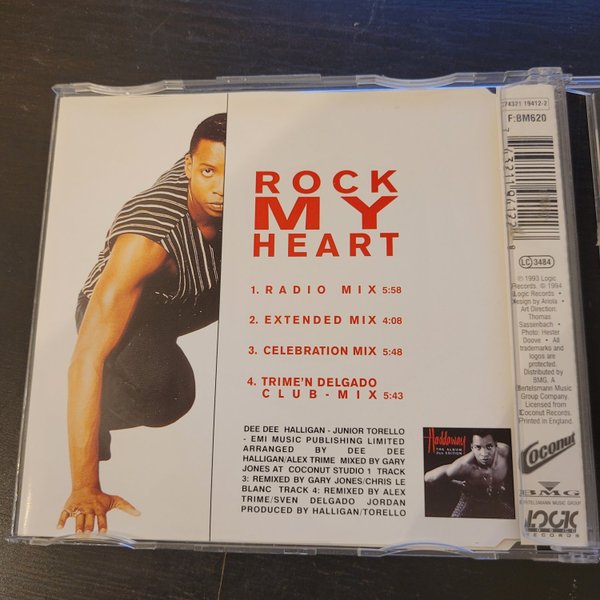 ROCK
MY
HEART
1. RADIO MIX 5:58
2. EXTENDED MIX 4:08
3. CELEBRATION MIX 5:48
4. TRIME'N DELGADO
CLUB-MIX 5:43
DEE DEE HALLIGAN - JUNIOR TORELLO
- EMI MUSIC PUBLISHING LIMITED
ARRANGED BY DEE DEE
HALLIGAN/ALEX TRIME MIXED BY GARY
JONES AT COCONUT STUDIO 1 TRACK
3: REMIXED BY GARY JONES/CHRIS LE
BLANC TRACK 4: REMIXED BY ALEX
TRIME/SVEN DELGADO JORDAN
PRODUCED BY HALLIGAN/TORELLO
Haddaway
THE ALBUM
2nd EDITION
74321 19412-2
F:BM620
LC 3484
℗ 1993 Logic
Records. © 1994
Logic Records •
Design by Ariola •
Art Direction:
Thomas
Sassenbach •
Photo: Hester
Doove • All
trademarks and
logos are
protected.
Distributed by
BMG. A
Bertelsmann Music
Group Company.
Licensed from
Coconut Records.
Printed in England.
Coconut
BMG
BERTELSMANN MUSIC GROUP
LOGIC
RECORDS